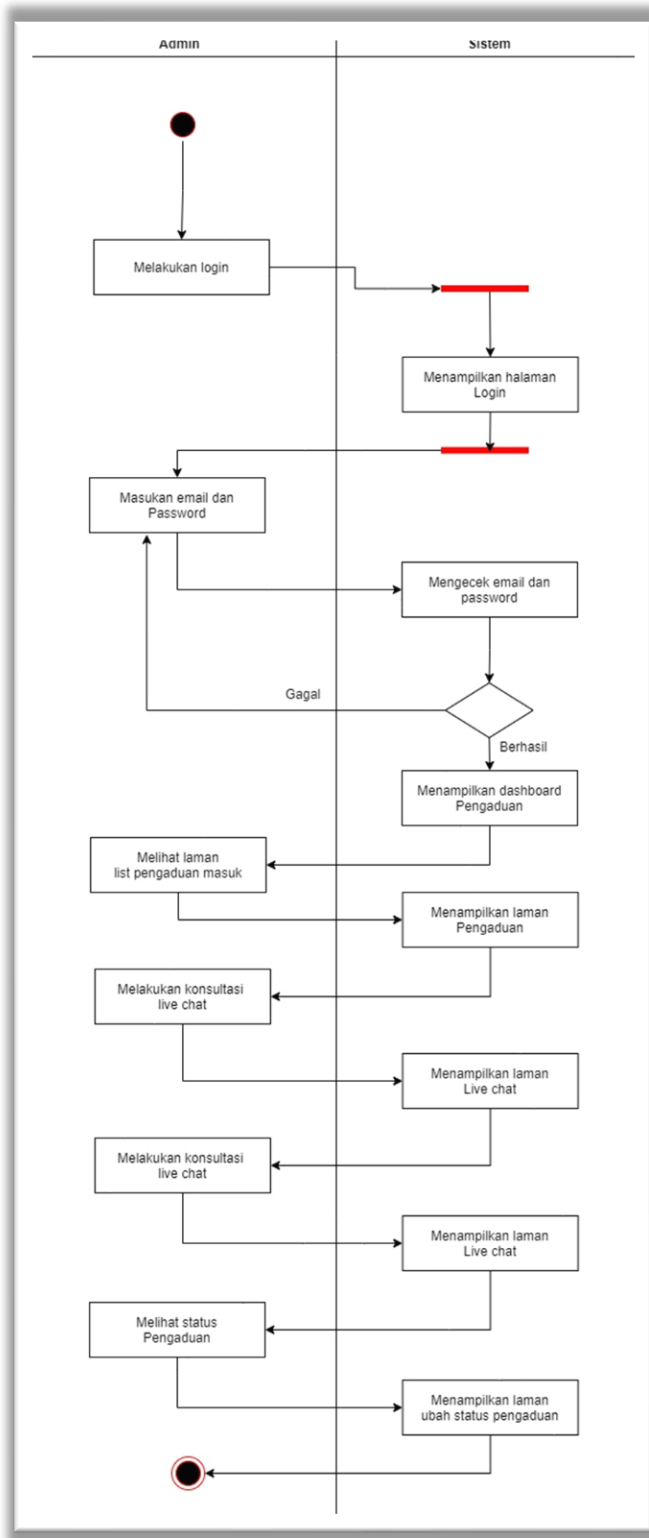 Admin
Sistem
Melakukan login
Menampilkan halaman
Login
Masukan email dan
Password
Mengecek email dan
password
Gagal
Berhasil
Menampilkan dashboard
Pengaduan
Melihat laman
list pengaduan masuk
Menampilkan laman
Pengaduan
Melakukan konsultasi
live chat
Menampilkan laman
Live chat
Melakukan konsultasi
live chat
Menampilkan laman
Live chat
Melihat status
Pengaduan
Menampilkan laman
ubah status pengaduan